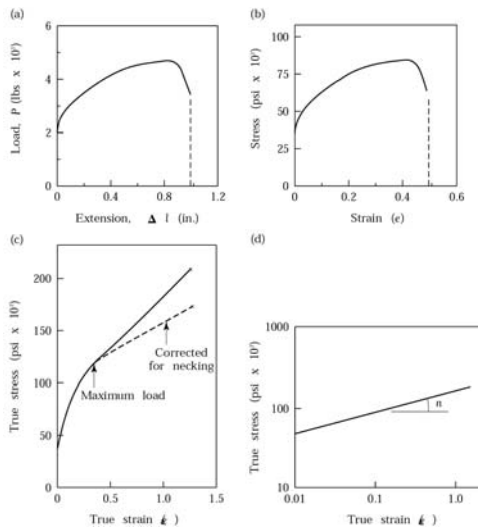 (a)
Load, P (lbs x 10³)
6
4
2
0
0
0.4
0.8
1.2
Extension, Δ l (in.)
(b)
Stress (psi x 10³)
100
75
50
25
0
0
0.2
0.4
0.6
Strain (e)
(c)
True stress (psi x 10³)
200
150
100
50
0
0
0.5
1.0
1.5
Corrected
for necking
Maximum load
True strain (ε)
(d)
True stress (psi x 10³)
1000
100
10
n
0.01
0.1
1.0
True strain (ε)